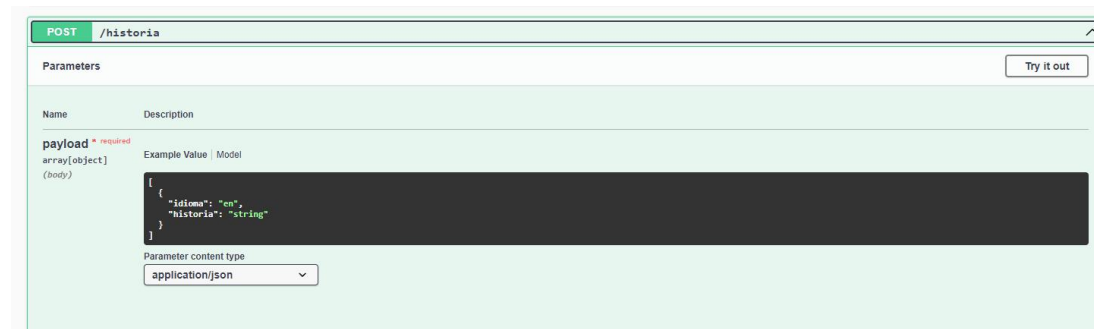 POST /historia
Parameters
Try it out
Name Description
payload * required
array[object]
(body)
Example Value | Model
[
  {
    "idioma": "en",
    "historia": "string"
  }
]
Parameter content type
application/json